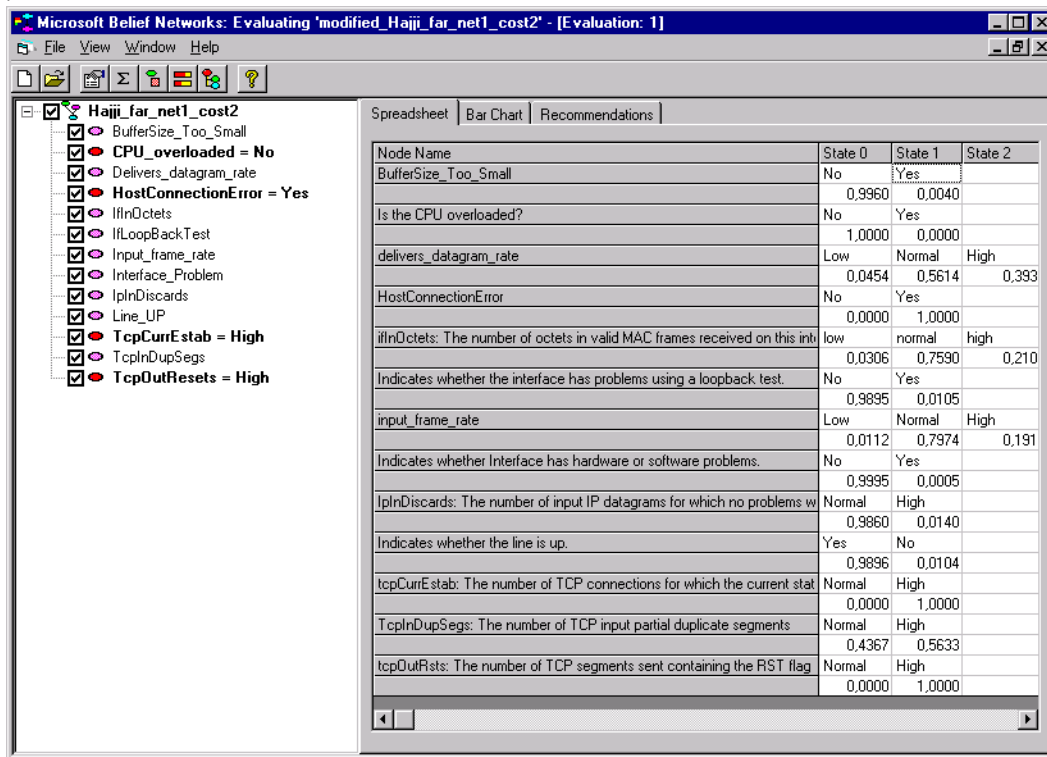 Microsoft Belief Networks: Evaluating 'modified_Hajji_far_net1_cost2' - [Evaluation: 1]
File View Window Help
Hajji_far_net1_cost2
BufferSize_Too_Small
CPU_overloaded = No
Delivers_datagram_rate
HostConnectionError = Yes
IfInOctets
IfLoopBackTest
Input_frame_rate
Interface_Problem
IpInDiscards
Line_UP
TcpCurrEstab = High
TcpInDupSegs
TcpOutResets = High
Spreadsheet Bar Chart Recommendations
Node Name State 0 State 1 State 2
BufferSize_Too_Small No Yes
0,9960 0,0040
Is the CPU overloaded? No Yes
1,0000 0,0000
delivers_datagram_rate Low Normal High
0,0454 0,5614 0,393
HostConnectionError No Yes
0,0000 1,0000
ifInOctets: The number of octets in valid MAC frames received on this inte low normal high
0,0306 0,7590 0,210
Indicates whether the interface has problems using a loopback test. No Yes
0,9895 0,0105
input_frame_rate Low Normal High
0,0112 0,7974 0,191
Indicates whether Interface has hardware or software problems. No Yes
0,9995 0,0005
IpInDiscards: The number of input IP datagrams for which no problems w Normal High
0,9860 0,0140
Indicates whether the line is up. Yes No
0,9896 0,0104
tcpCurrEstab: The number of TCP connections for which the current stat Normal High
0,0000 1,0000
TcpInDupSegs: The number of TCP input partial duplicate segments Normal High
0,4367 0,5633
tcpOutRsts: The number of TCP segments sent containing the RST flag Normal High
0,0000 1,0000